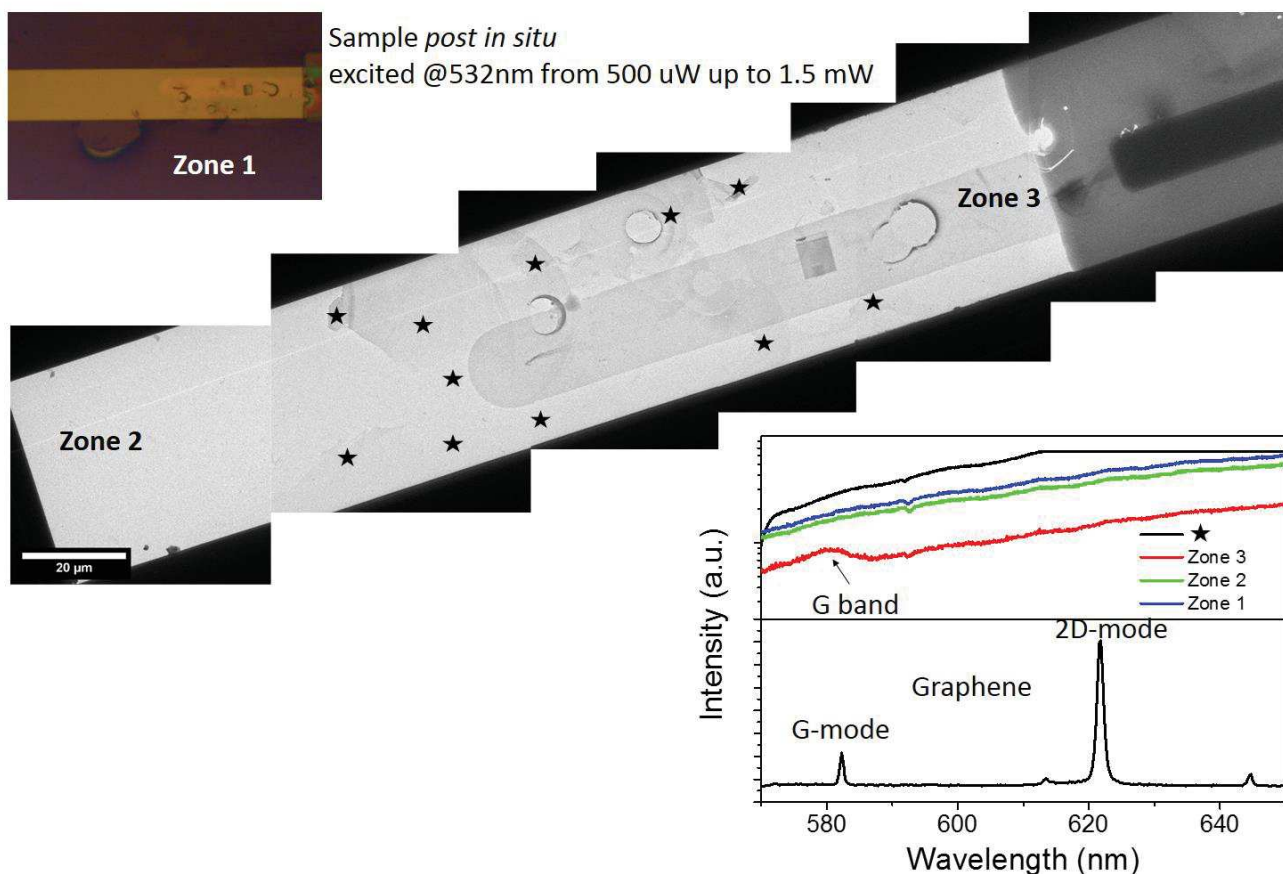 Sample post in situ
excited @532nm from 500 uW up to 1.5 mW
Zone 1
Zone 3
Zone 2
20 µm
★
Zone 3
Zone 2
Zone 1
G band
2D-mode
Graphene
G-mode
Intensity (a.u.)
580 600 620 640
Wavelength (nm)